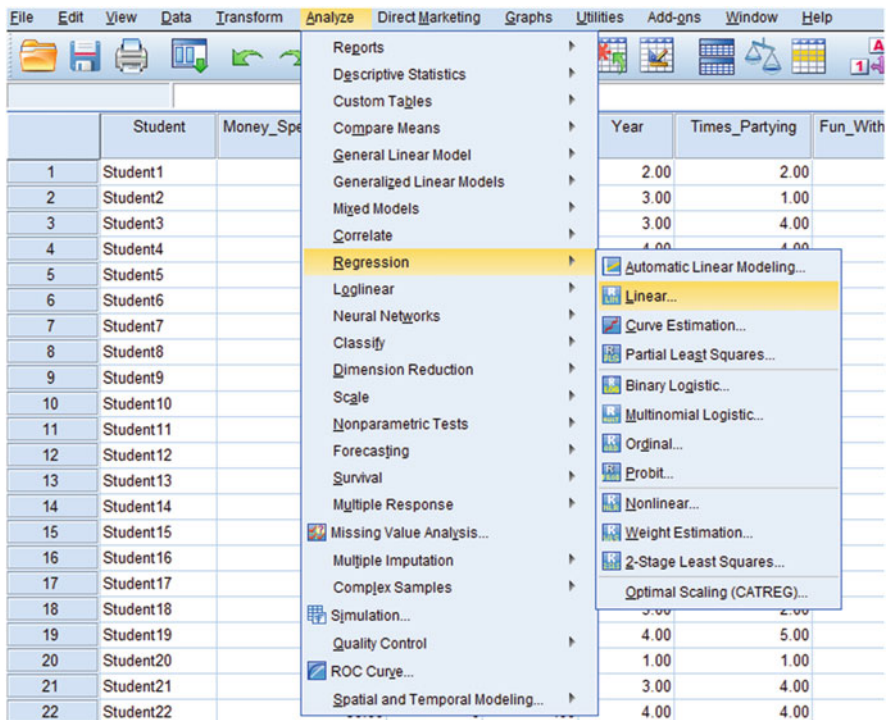 File Edit View Data Transform Analyze Direct Marketing Graphs Utilities Add-ons Window Help
Student Money_Spe Year Times_Partying Fun_With
1 Student1 2.00 2.00
2 Student2 3.00 1.00
3 Student3 3.00 4.00
4 Student4 4.00 4.00
5 Student5
6 Student6
7 Student7
8 Student8
9 Student9
10 Student10
11 Student11
12 Student12
13 Student13
14 Student14
15 Student15
16 Student16
17 Student17
18 Student18 3.00 2.00
19 Student19 4.00 5.00
20 Student20 1.00 1.00
21 Student21 3.00 4.00
22 Student22 4.00 4.00
Reports
Descriptive Statistics
Custom Tables
Compare Means
General Linear Model
Generalized Linear Models
Mixed Models
Correlate
Regression
Loglinear
Neural Networks
Classify
Dimension Reduction
Scale
Nonparametric Tests
Forecasting
Survival
Multiple Response
Missing Value Analysis...
Multiple Imputation
Complex Samples
Simulation...
Quality Control
ROC Curve...
Spatial and Temporal Modeling...
Automatic Linear Modeling...
Linear...
Curve Estimation...
Partial Least Squares...
Binary Logistic...
Multinomial Logistic...
Ordinal...
Probit...
Nonlinear...
Weight Estimation...
2-Stage Least Squares...
Optimal Scaling (CATREG)...